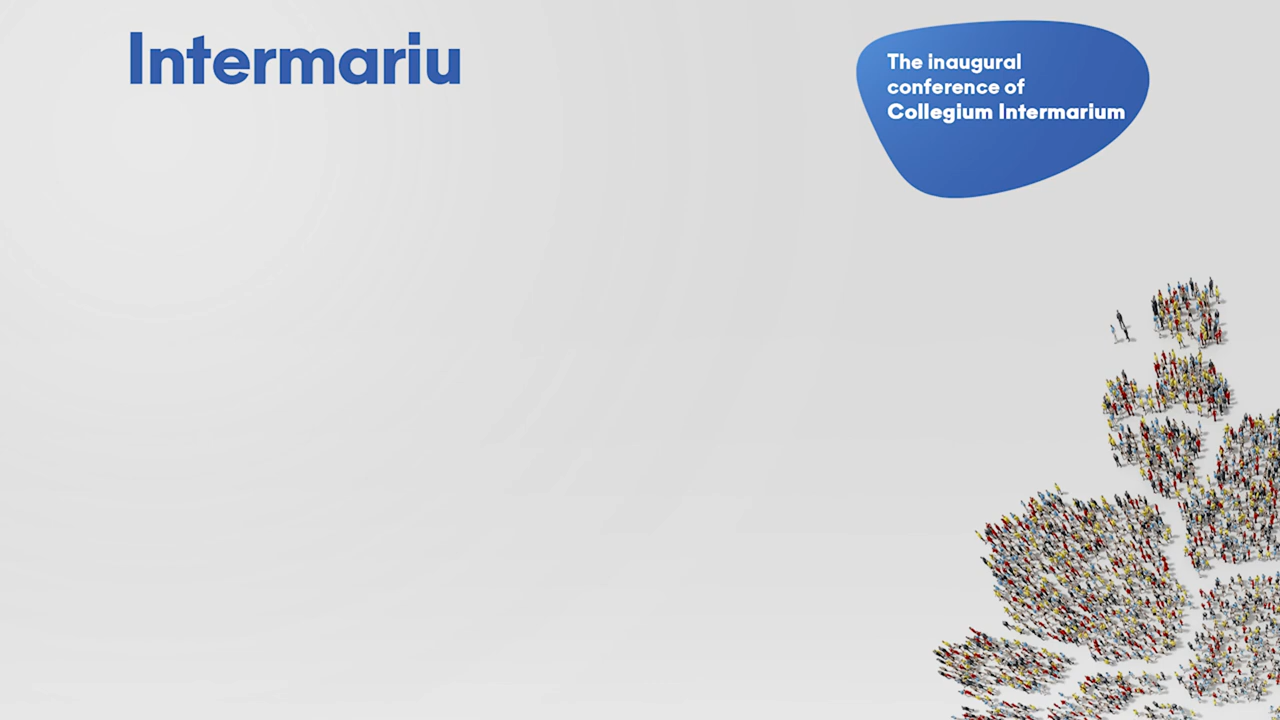 Intermariu
The inaugural
conference of
Collegium Intermarium